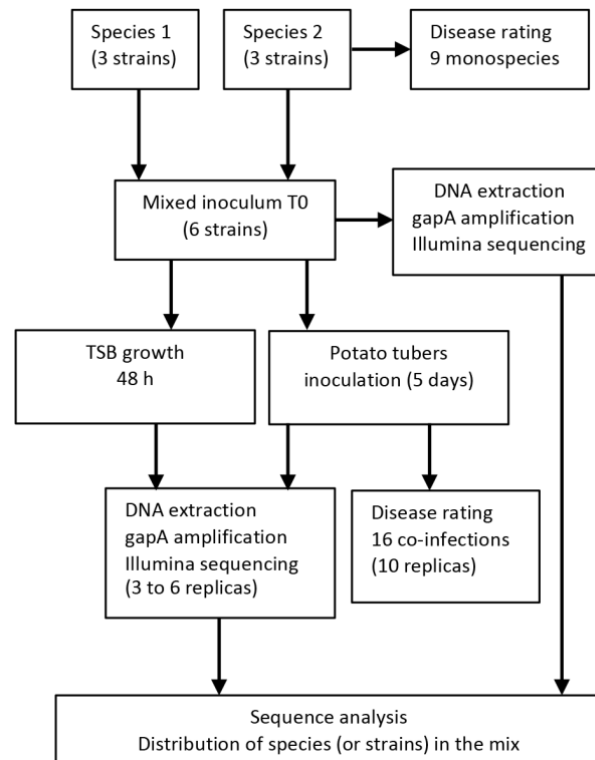 Species 1
(3 strains)
Species 2
(3 strains)
Disease rating
9 monospecies
Mixed inoculum T0
(6 strains)
DNA extraction
gapA amplification
Illumina sequencing
TSB growth
48 h
Potato tubers
inoculation (5 days)
DNA extraction
gapA amplification
Illumina sequencing
(3 to 6 replicas)
Disease rating
16 co-infections
(10 replicas)
Sequence analysis
Distribution of species (or strains) in the mix